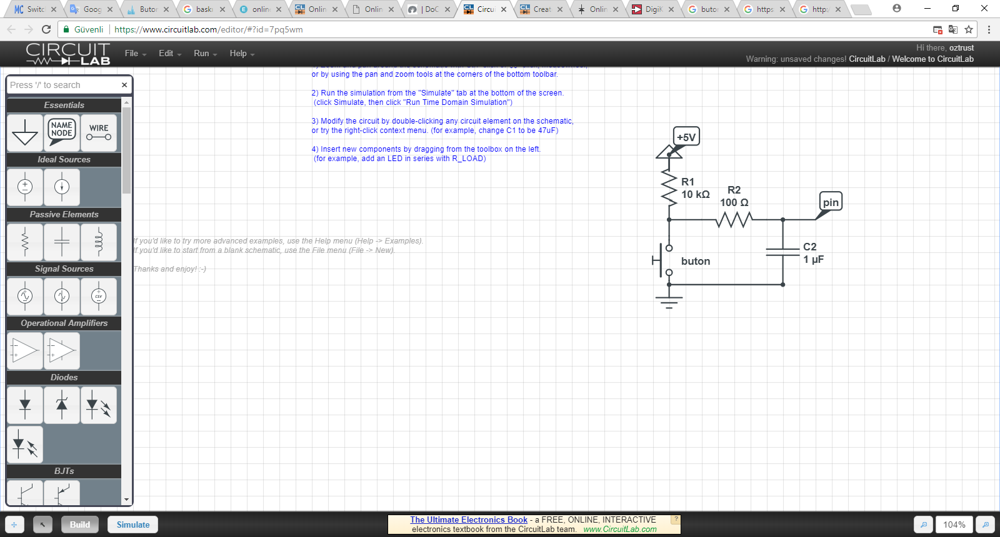 MC Switc
Goog
Butor
baskı
online
Onlin
Onlin
| DoC
Circui
Creat
Onlin
DigiK
buto
https
http:/
Güvenli
https://www.circuitlab.com/editor/#?id=7pq5wm
CIRCUIT
LAB
File
Edit
Run
Help
Hi there, oztrust
Warning: unsaved changes! CircuitLab / Welcome to CircuitLab
or by using the pan and zoom tools at the corners of the bottom toolbar.
2) Run the simulation from the "Simulate" tab at the bottom of the screen.
(click Simulate, then click "Run Time Domain Simulation")
3) Modify the circuit by double-clicking any circuit element on the schematic,
or try the right-click context menu. (for example, change C1 to be 47uF)
4) Insert new components by dragging from the toolbox on the left.
(for example, add an LED in series with R_LOAD)
If you'd like to try more advanced examples, use the Help menu (Help -> Examples).
If you'd like to start from a blank schematic, use the File menu (File -> New).
Thanks and enjoy! :-)
Press '/' to search
Essentials
NAME
NODE
WIRE
Ideal Sources
Passive Elements
Signal Sources
CSV
Operational Amplifiers
Diodes
BJTs
+5V
R1
10 kΩ
R2
100 Ω
pin
C2
1 µF
buton
Build
Simulate
The Ultimate Electronics Book - a FREE, ONLINE, INTERACTIVE
electronics textbook from the CircuitLab team. www.CircuitLab.com
?
104%